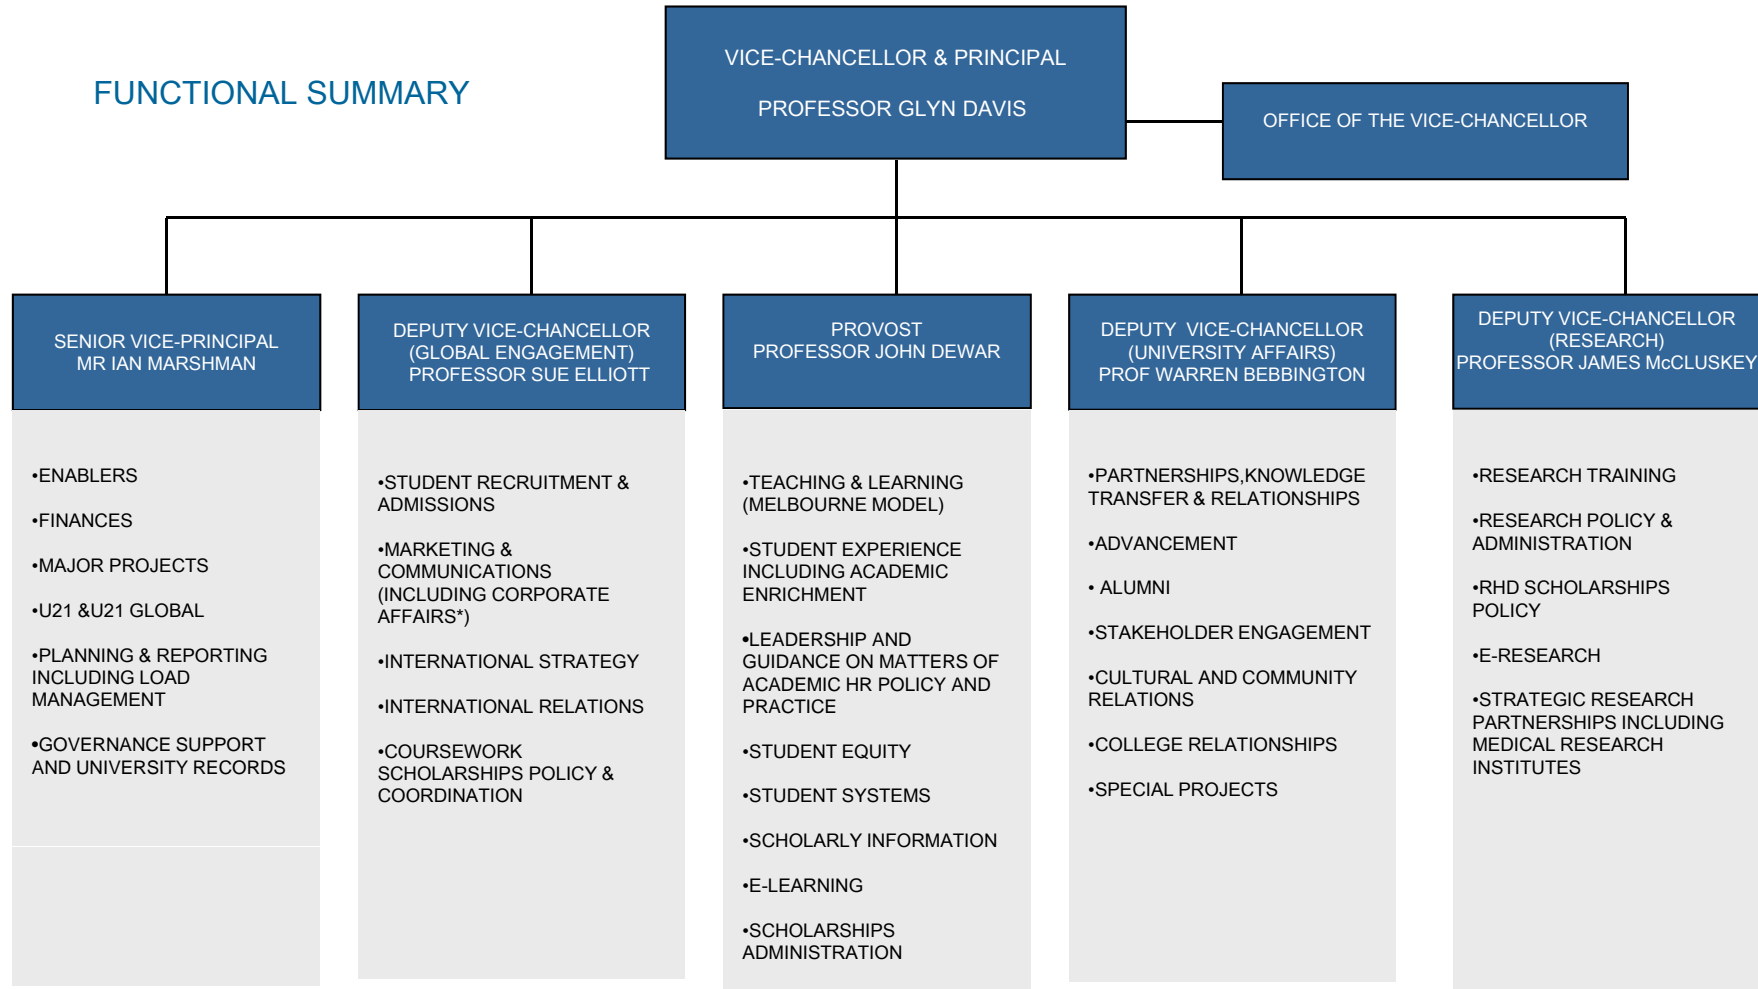 FUNCTIONAL SUMMARY
VICE-CHANCELLOR & PRINCIPAL
PROFESSOR GLYN DAVIS
OFFICE OF THE VICE-CHANCELLOR
SENIOR VICE-PRINCIPAL
MR IAN MARSHMAN
•ENABLERS
•FINANCES
•MAJOR PROJECTS
•U21 &U21 GLOBAL
•PLANNING & REPORTING
INCLUDING LOAD
MANAGEMENT
•GOVERNANCE SUPPORT
AND UNIVERSITY RECORDS
DEPUTY VICE-CHANCELLOR
(GLOBAL ENGAGEMENT)
PROFESSOR SUE ELLIOTT
•STUDENT RECRUITMENT &
ADMISSIONS
•MARKETING &
COMMUNICATIONS
(INCLUDING CORPORATE
AFFAIRS*)
•INTERNATIONAL STRATEGY
•INTERNATIONAL RELATIONS
•COURSEWORK
SCHOLARSHIPS POLICY &
COORDINATION
PROVOST
PROFESSOR JOHN DEWAR
•TEACHING & LEARNING
(MELBOURNE MODEL)
•STUDENT EXPERIENCE
INCLUDING ACADEMIC
ENRICHMENT
•LEADERSHIP AND
GUIDANCE ON MATTERS OF
ACADEMIC HR POLICY AND
PRACTICE
•STUDENT EQUITY
•STUDENT SYSTEMS
•SCHOLARLY INFORMATION
•E-LEARNING
•SCHOLARSHIPS
ADMINISTRATION
DEPUTY  VICE-CHANCELLOR
(UNIVERSITY AFFAIRS)
PROF WARREN BEBBINGTON
•PARTNERSHIPS,KNOWLEDGE
TRANSFER & RELATIONSHIPS
•ADVANCEMENT
• ALUMNI
•STAKEHOLDER ENGAGEMENT
•CULTURAL AND COMMUNITY
RELATIONS
•COLLEGE RELATIONSHIPS
•SPECIAL PROJECTS
DEPUTY VICE-CHANCELLOR
(RESEARCH)
PROFESSOR JAMES McCLUSKEY
•RESEARCH TRAINING
•RESEARCH POLICY &
ADMINISTRATION
•RHD SCHOLARSHIPS
POLICY
•E-RESEARCH
•STRATEGIC RESEARCH
PARTNERSHIPS INCLUDING
MEDICAL RESEARCH
INSTITUTES